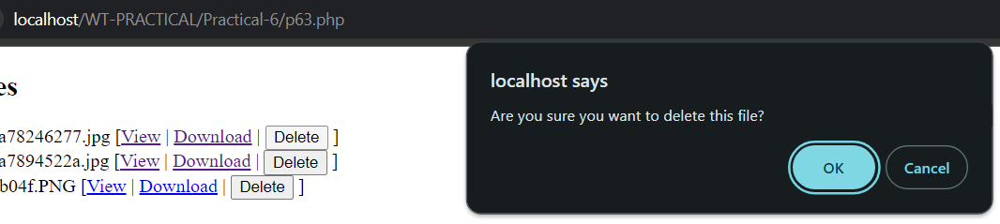 localhost/WT-PRACTICAL/Practical-6/p63.php
es
localhost says
Are you sure you want to delete this file?
OK Cancel
a78246277.jpg [View | Download | Delete ]
a7894522a.jpg [View | Download | Delete ]
b04f.PNG [View | Download | Delete ]